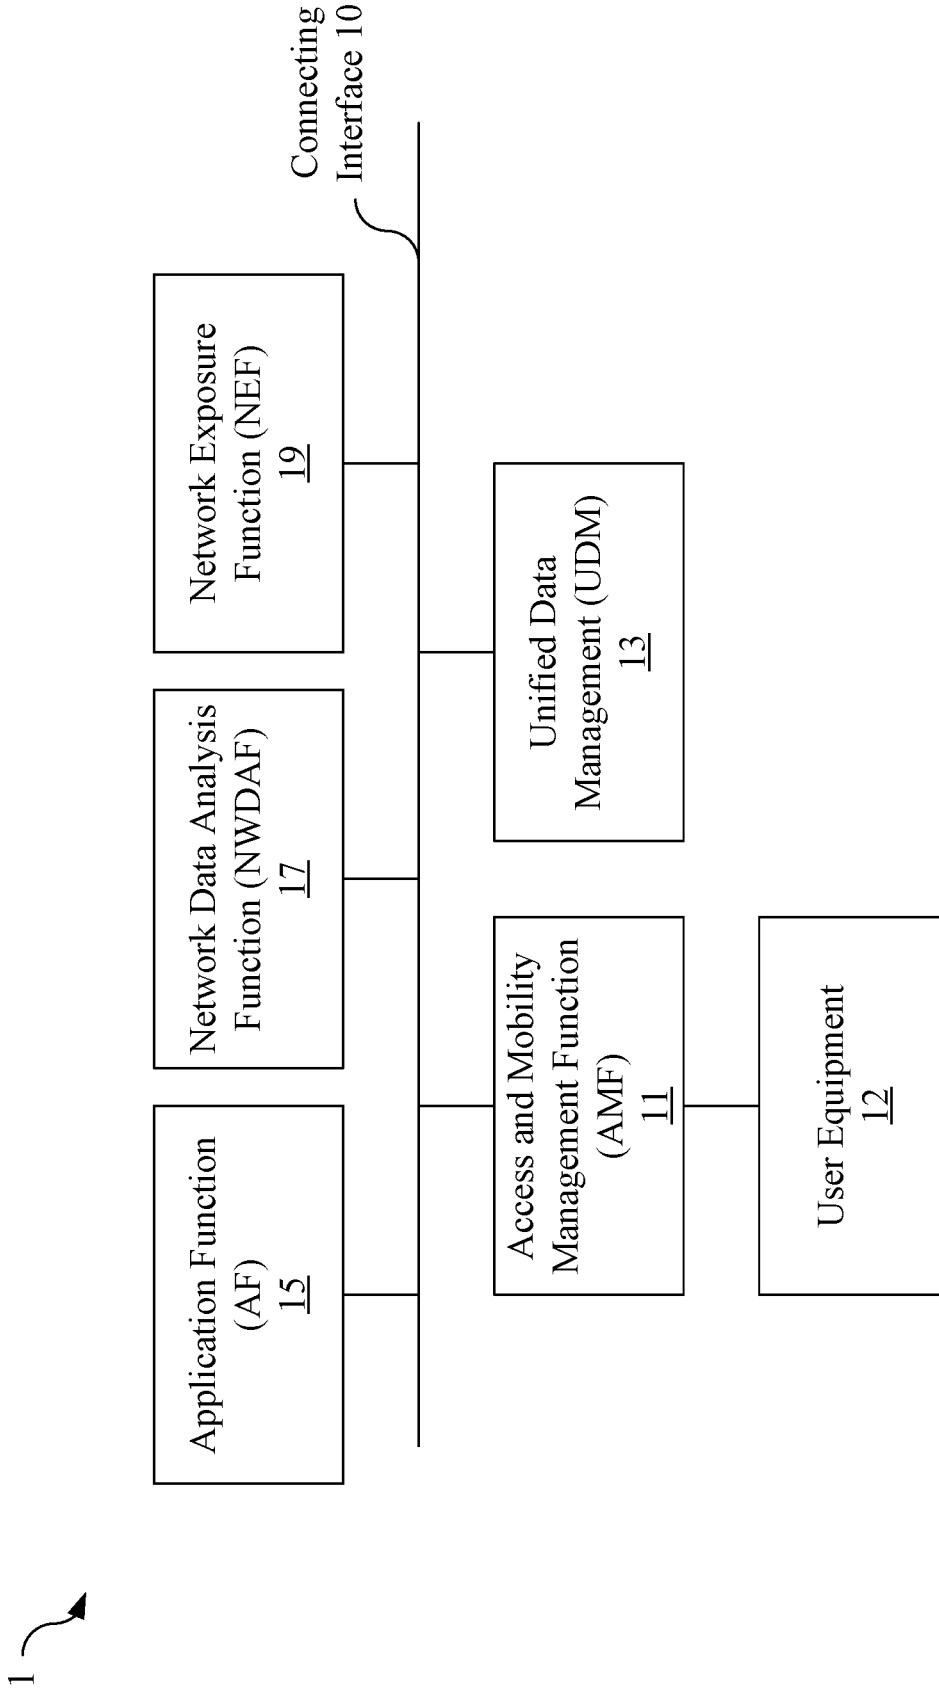 1
Application Function
(AF)
15
Network Data Analysis
Function (NWDAF)
17
Network Exposure
Function (NEF)
19
Connecting
Interface 10
Access and Mobility
Management Function
(AMF)
11
Unified Data
Management (UDM)
13
User Equipment
12